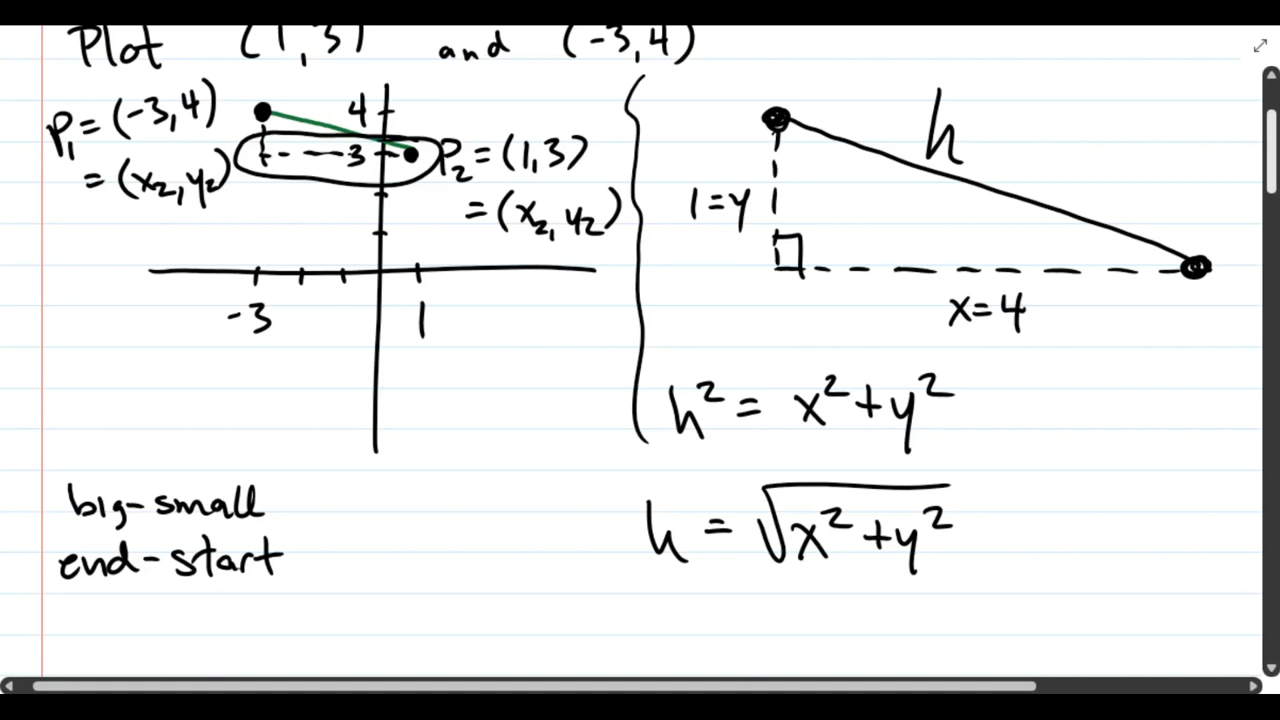 Plot (1,3) and (-3,4)
P₁ = (-3,4)
= (x₂,y₂)
4
3
P₂ = (1,3)
= (x₂,y₂)
-3
1
h
1=y
x=4
h² = x²+y²
h = √x²+y²
big-small
end-start